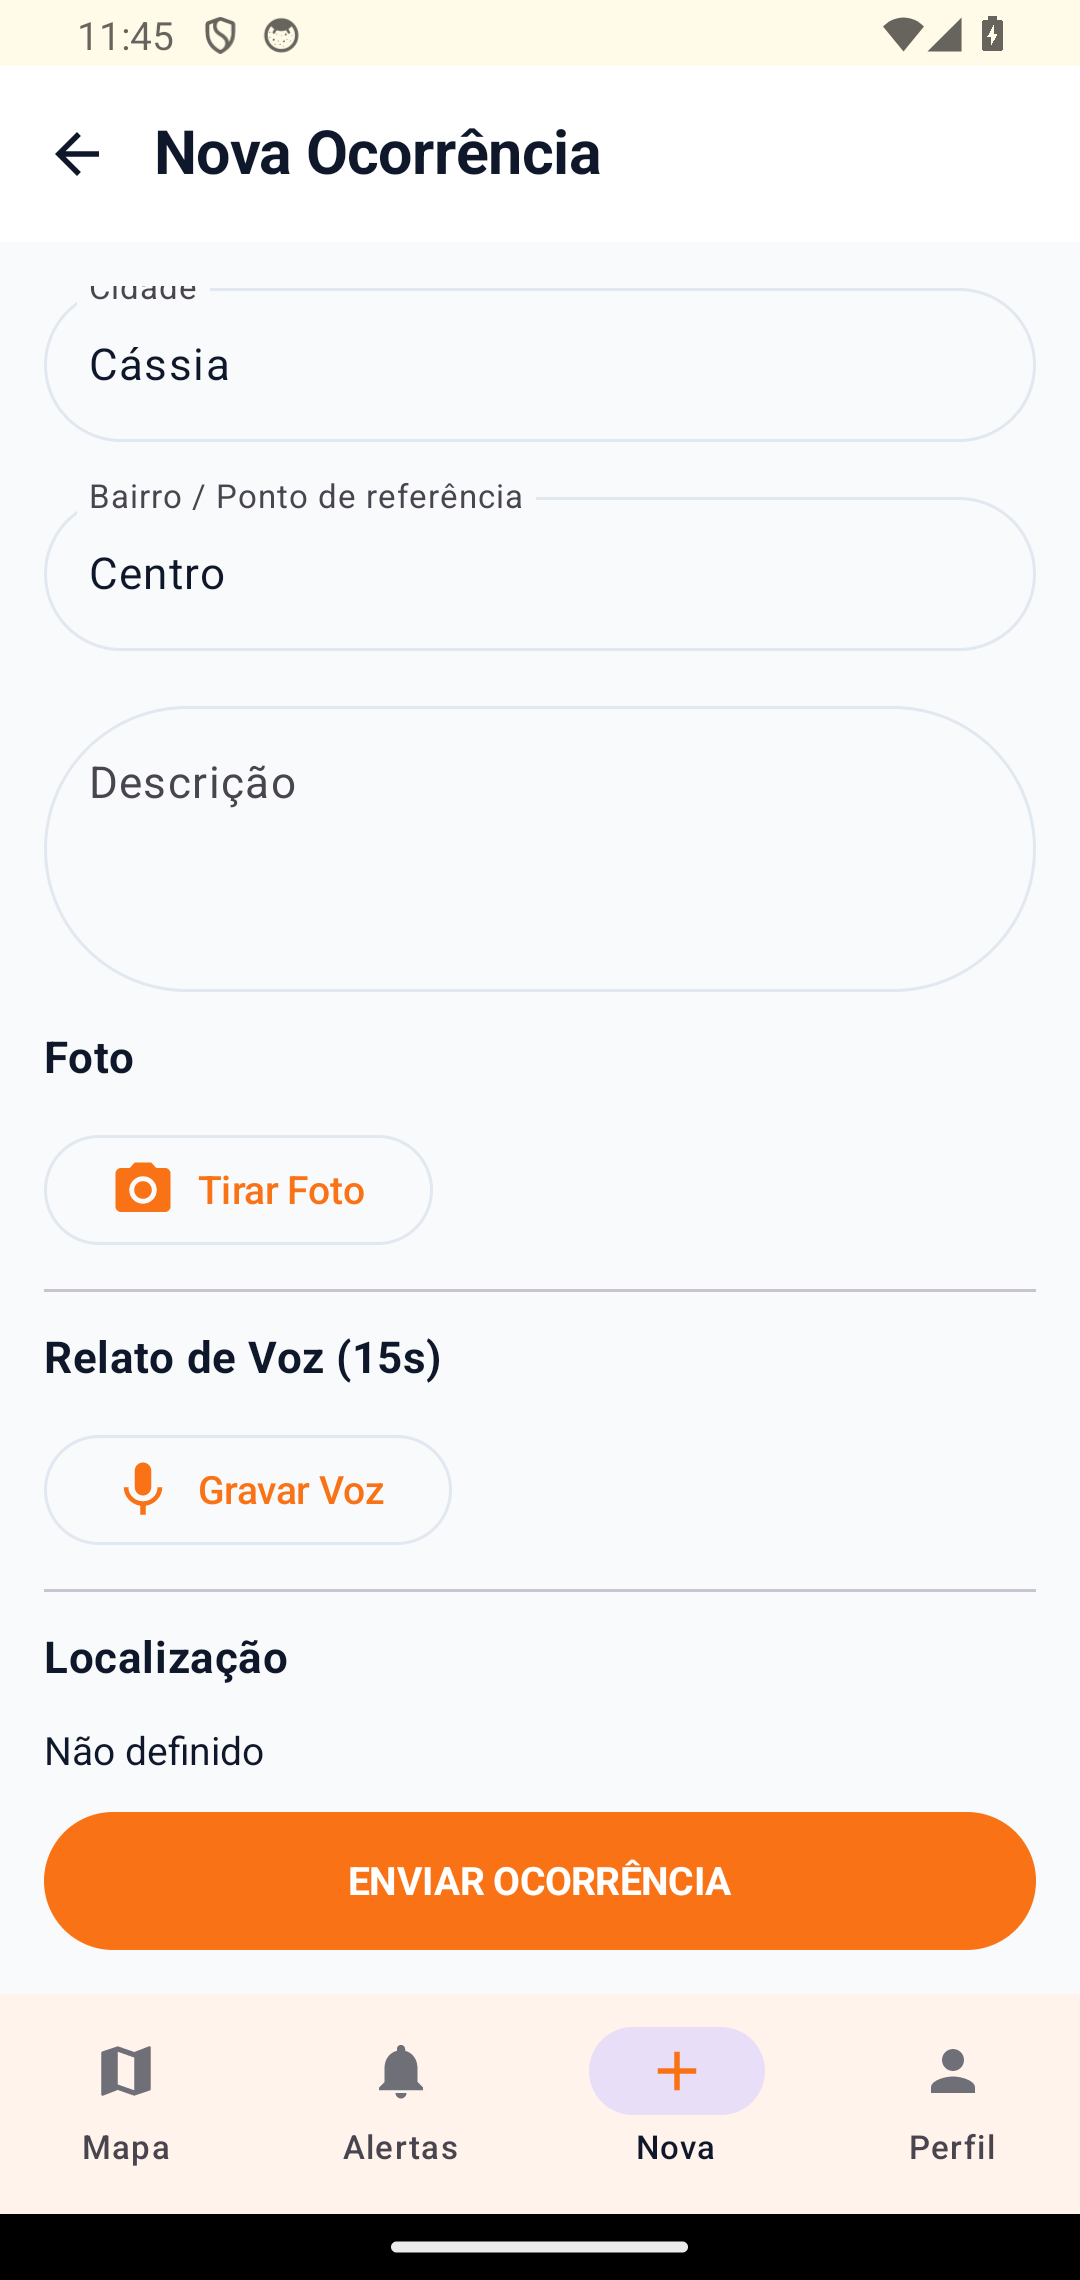 11:45
Nova Ocorrência
Cidade
Cássia
Bairro / Ponto de referência
Centro
Descrição
Foto
Tirar Foto
Relato de Voz (15s)
Gravar Voz
Localização
Não definido
ENVIAR OCORRÊNCIA
Mapa
Alertas
Nova
Perfil